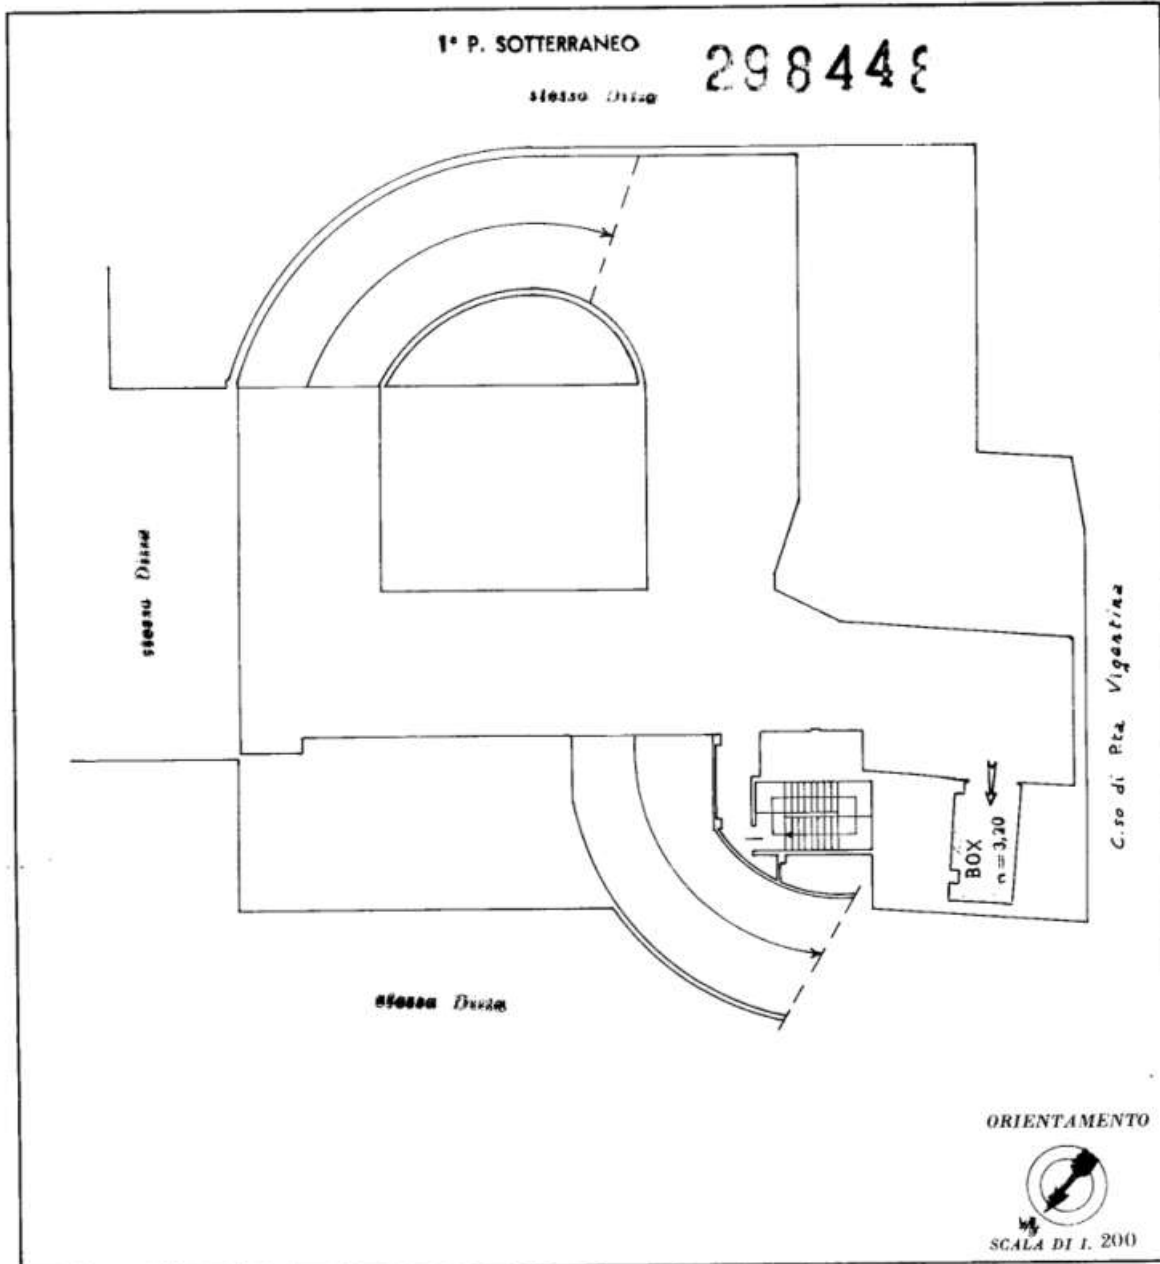 1° P. SOTTERRANEO
298448
stessa Ditta
stessa Ditta
C.so di P.ta Vigentina
BOX
h=3,20
stessa Ditta
ORIENTAMENTO
SCALA DI 1. 200